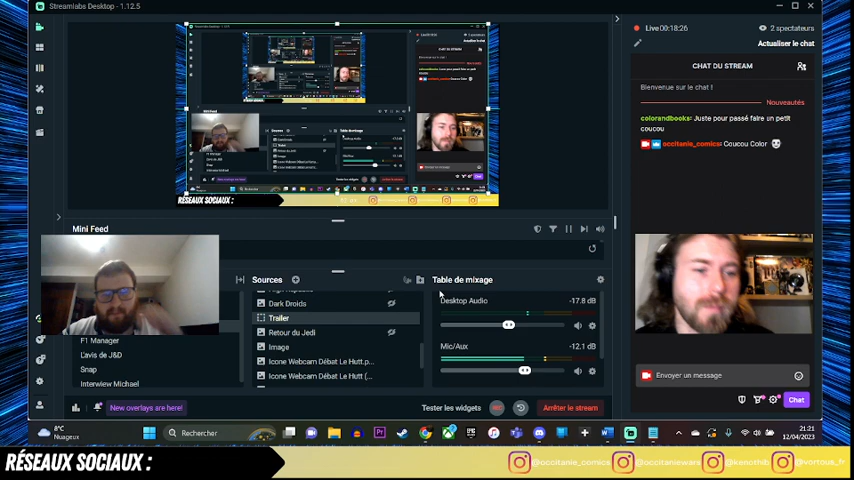 Streamlabs Desktop - 1.12.5
Live 00:18:26
2 spectateurs
Actualiser le chat
CHAT DU STREAM
Bienvenue sur le chat !
Nouveautés
colorandbooks: Juste pour passé faire un petit
coucou
occitanie_comics: Coucou Color
RÉSEAUX SOCIAUX :
Mini Feed
Sources
Table de mixage
Dark Droids
Trailer
Retour du Jedi
Image
Icone Webcam Débat Le Hutt.p...
Icone Webcam Débat Le Hutt (...
Desktop Audio
-17.8 dB
Mic/Aux
-12.1 dB
F1 Manager
L'avis de J&D
Snap
Interwiew Michael
Envoyer un message
Chat
New overlays are here!
Tester les widgets
REC
Arrêter le stream
8°C
Nuageux
Rechercher
21:21
12/04/2023
RÉSEAUX SOCIAUX :
@occitanie_comics
@occitaniewars
@kenothib
@vortous_fr